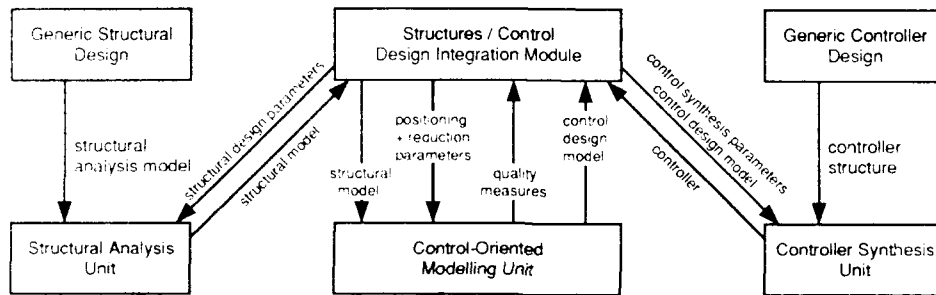 Generic Structural
Design
Structures / Control
Design Integration Module
Generic Controller
Design
structural
analysis model
structural design parameters
structural model
structural
model
positioning
+ reduction
parameters
quality
measures
control
design
model
control synthesis parameters
control design model
controller
controller
structure
Structural Analysis
Unit
Control-Oriented
Modelling Unit
Controller Synthesis
Unit